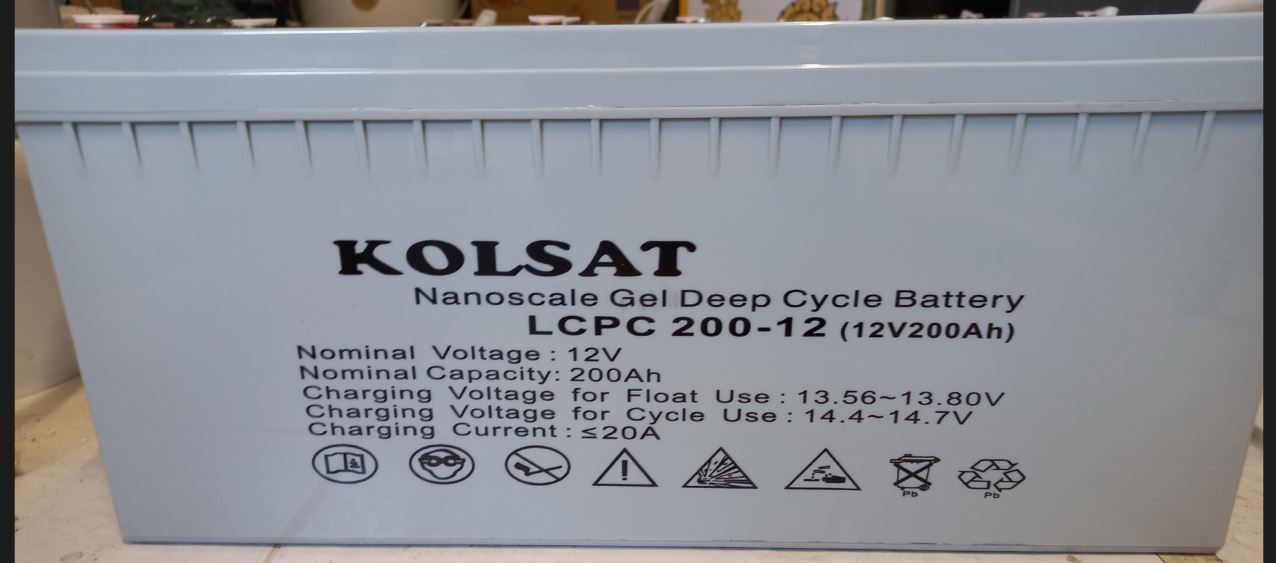 KOLSAT
Nanoscale Gel Deep Cycle Battery
LCPC 200-12 (12V200Ah)
Nominal Voltage : 12V
Nominal Capacity: 200Ah
Charging Voltage for Float Use : 13.56~13.80V
Charging Voltage for Cycle Use : 14.4~14.7V
Charging Current : ≤20A
Pb Pb